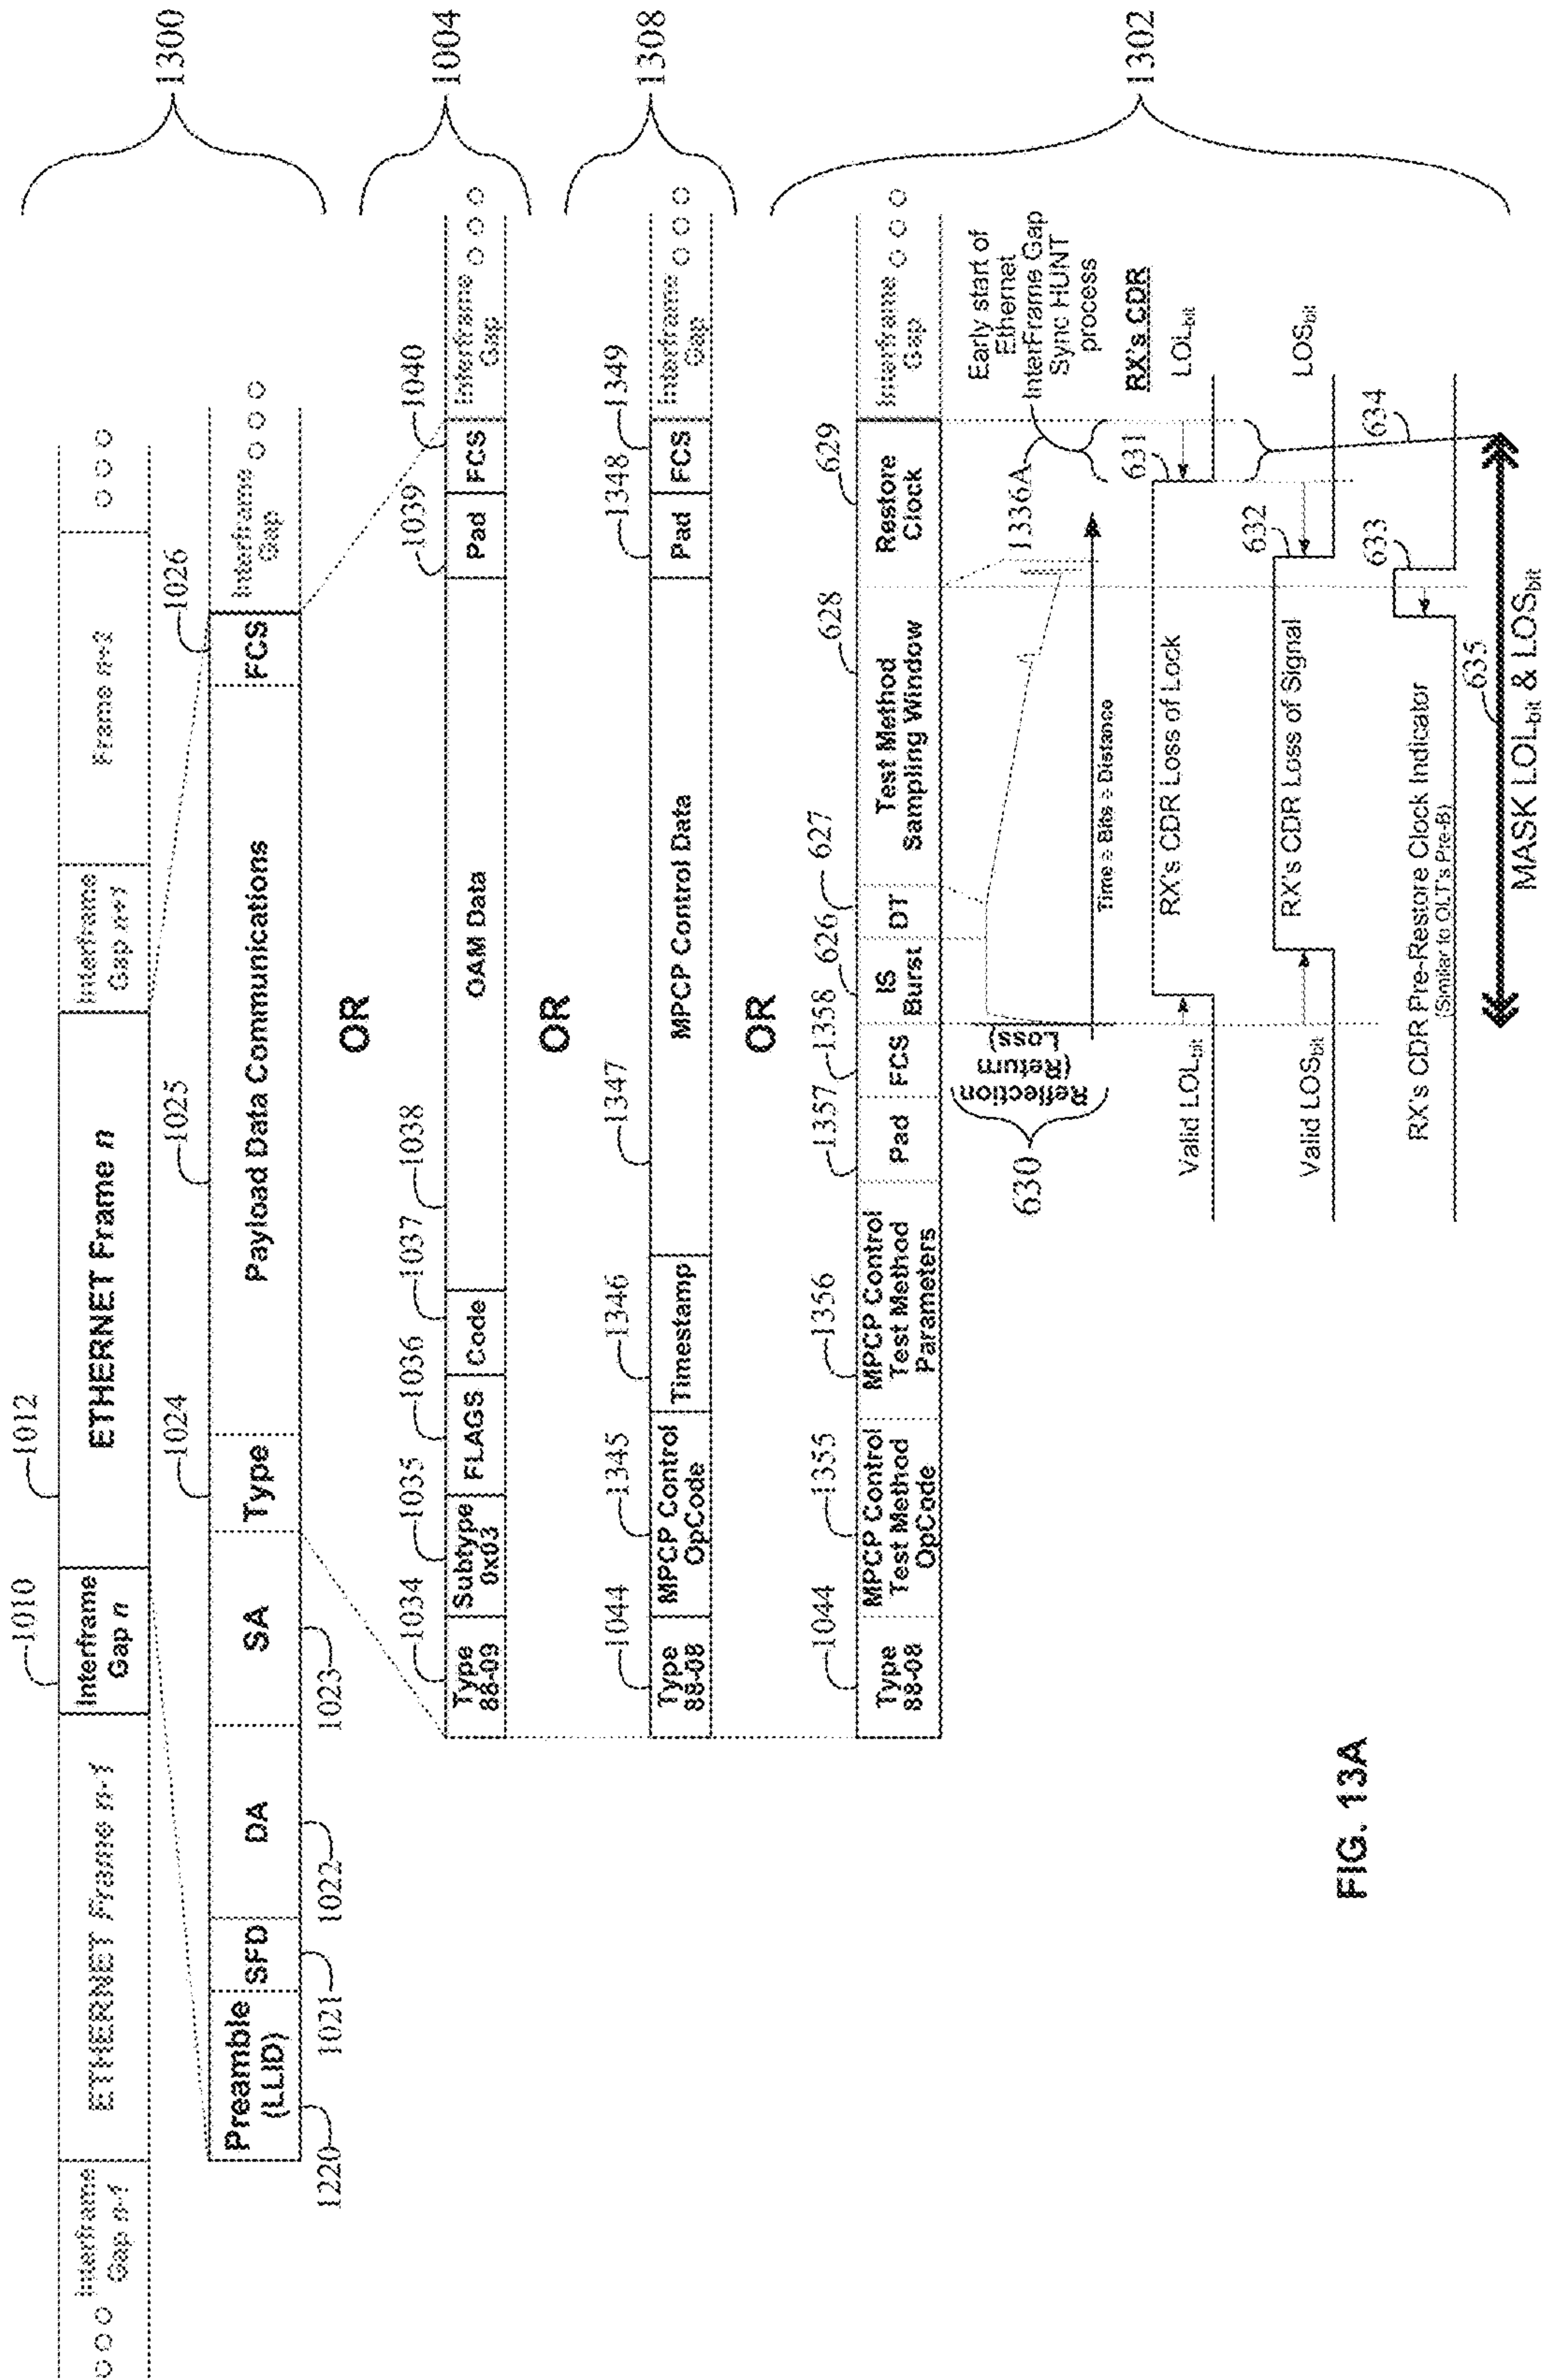 1010
1012
1300
○ ○ ○ Interframe
Gap n-1
ETHERNET Frame n-1
Interframe
Gap n
ETHERNET Frame n
Interframe
Gap n+1
Frame n+2
○ ○ ○
1024
1025
1026
Preamble
(LLID)
SFD
DA
SA
Type
Payload Data Communications
FCS
Interframe
Gap
○ ○ ○
1220
1021
1022
1023
OR
1034
1035
1036
1037
1038
1039
1040
1004
Type
88-09
Subtype
0x03
FLAGS
Code
OAM Data
Pad
FCS
Interframe
Gap
○ ○ ○
OR
1044
1345
1346
1347
1348
1349
1308
Type
88-08
MPCP Control
OpCode
Timestamp
MPCP Control Data
Pad
FCS
Interframe
Gap
○ ○ ○
OR
1044
1355
1356
1357
1358
626
627
628
629
1302
Type
88-08
MPCP Control
Test Method
OpCode
MPCP Control
Test Method
Parameters
Pad
FCS
IS
Burst
DT
Test Method
Sampling Window
Restore
Clock
Interframe
Gap
○ ○ ○
630
Reflection
(Return
Loss)
Time ≥ Bits ≥ Distance
1336A
Early start of
Ethernet
InterFrame Gap
Sync HUNT
process
RX's CDR
Valid LOLbit
RX's CDR Loss of Lock
631
LOLbit
Valid LOSbit
RX's CDR Loss of Signal
632
LOSbit
RX's CDR Pre-Restore Clock Indicator
(Similar to OLT's Pre-B)
633
634
635
MASK LOLbit & LOSbit
FIG. 13A